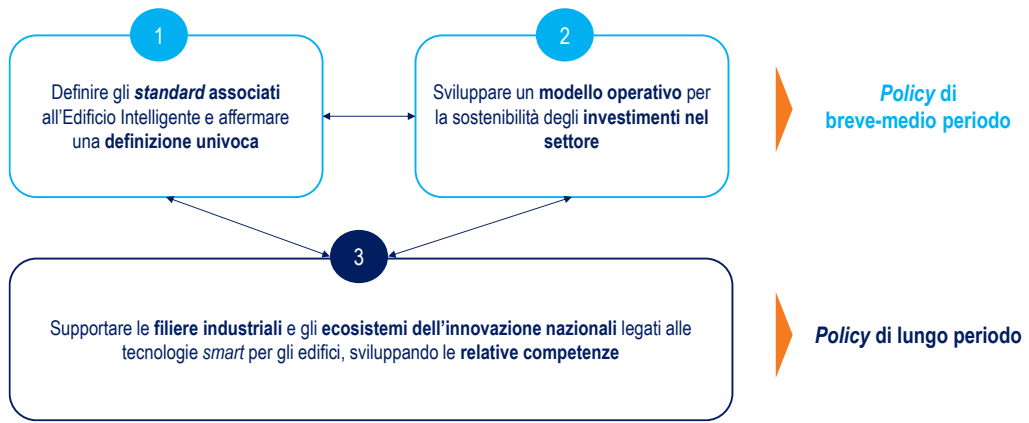 1
Definire gli standard associati
all'Edificio Intelligente e affermare
una definizione univoca
2
Sviluppare un modello operativo per
la sostenibilità degli investimenti nel
settore
Policy di
breve-medio periodo
3
Supportare le filiere industriali e gli ecosistemi dell'innovazione nazionali legati alle
tecnologie smart per gli edifici, sviluppando le relative competenze
Policy di lungo periodo